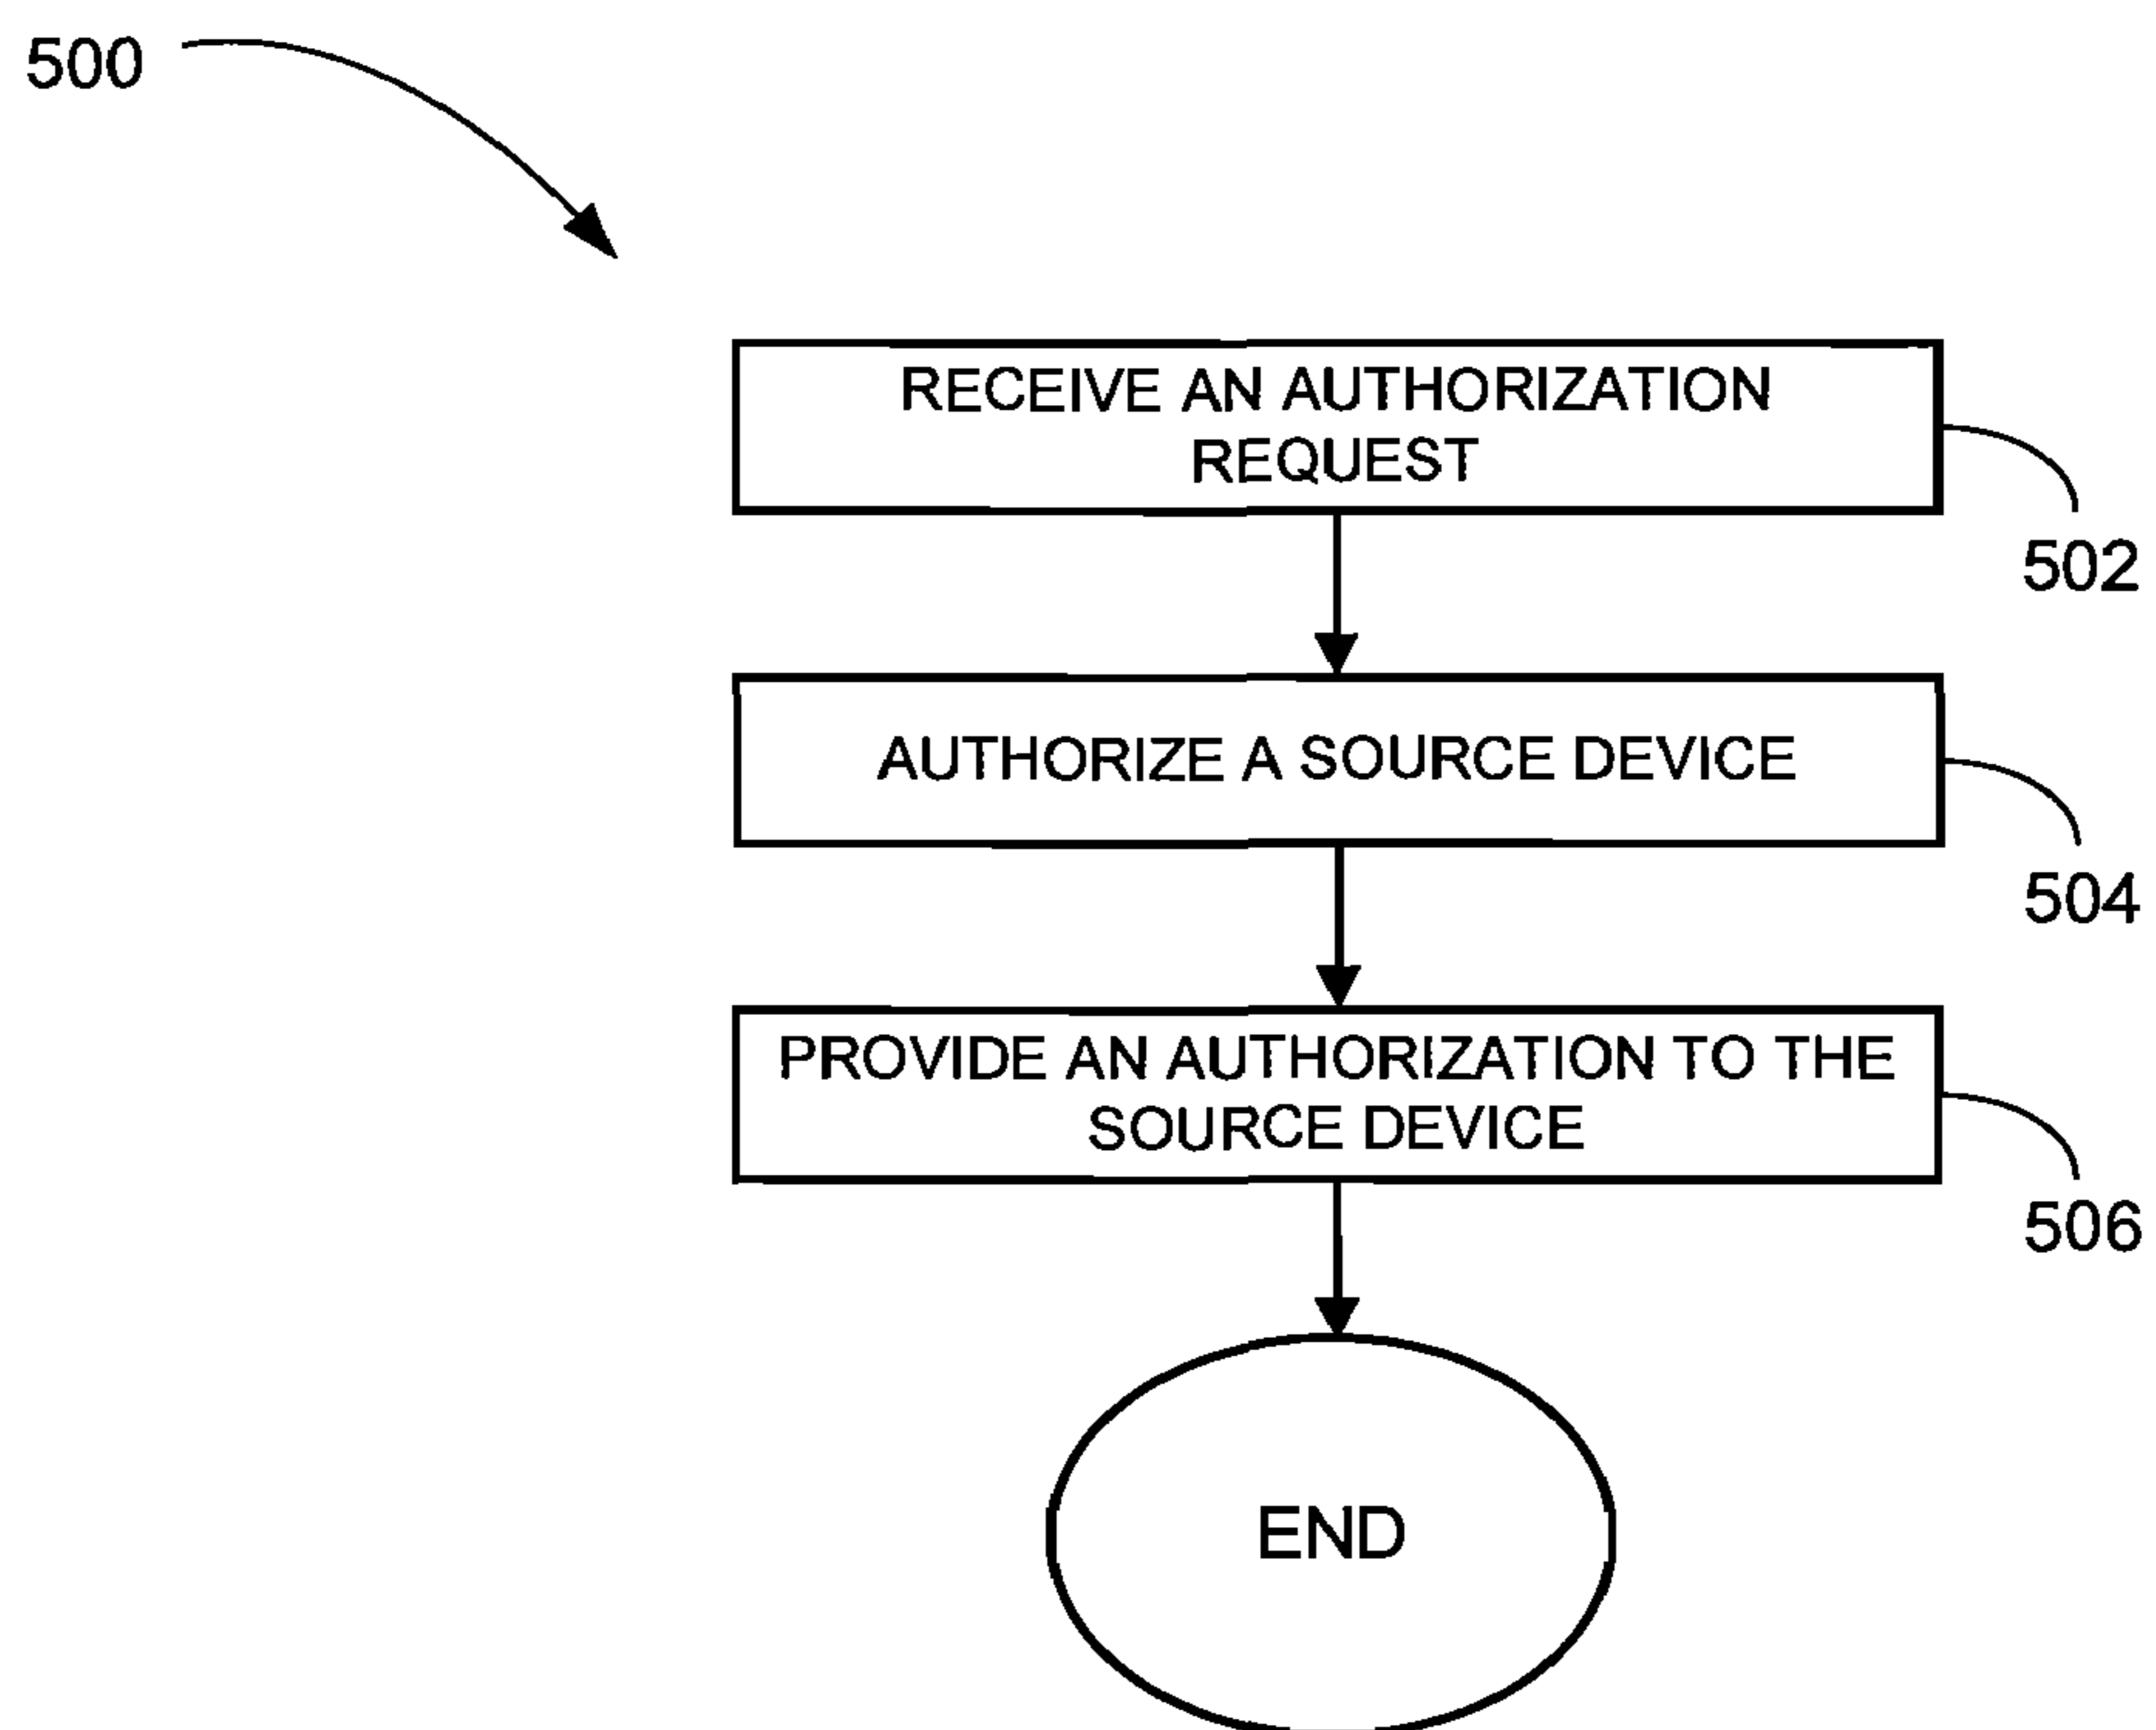 500
RECEIVE AN AUTHORIZATION
REQUEST
502
AUTHORIZE A SOURCE DEVICE
504
PROVIDE AN AUTHORIZATION TO THE
SOURCE DEVICE
506
END